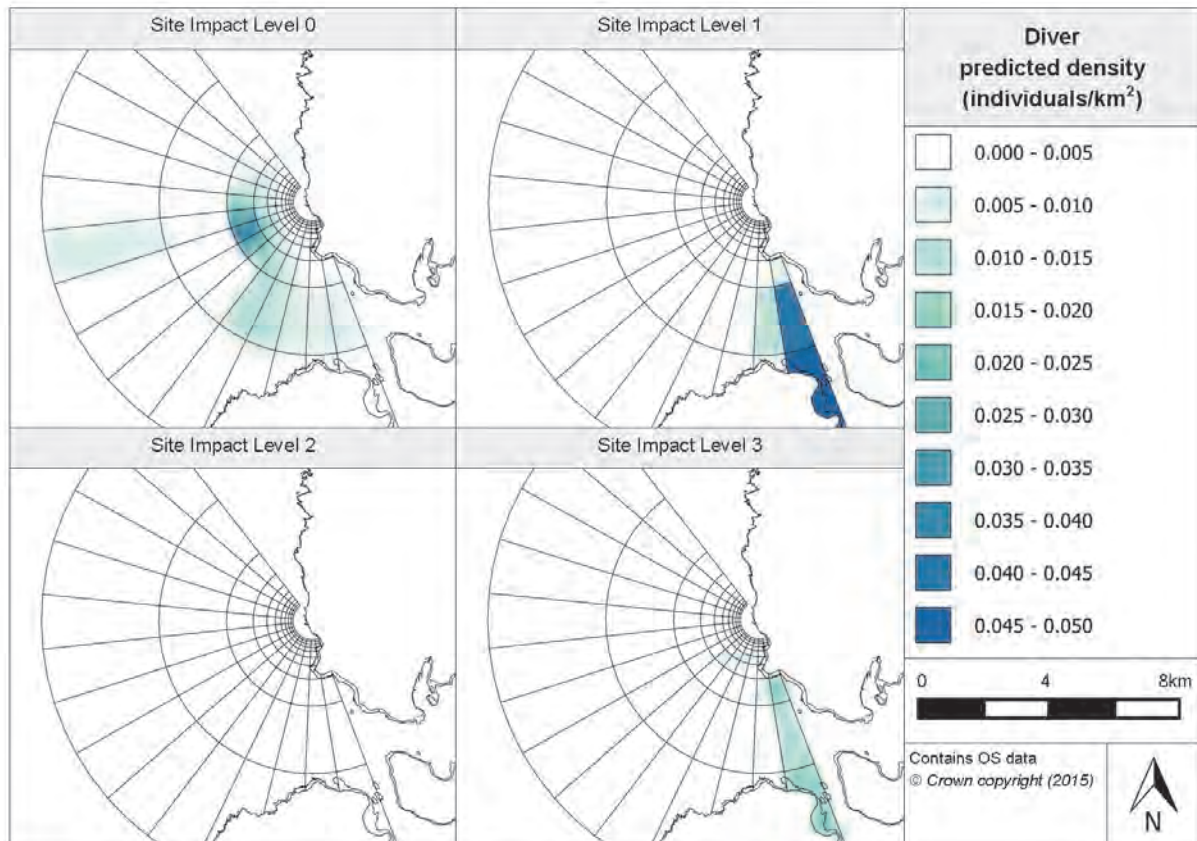 Site Impact Level 0
Site Impact Level 1
Site Impact Level 2
Site Impact Level 3
Diver
predicted density
(individuals/km²)
0.000 - 0.005
0.005 - 0.010
0.010 - 0.015
0.015 - 0.020
0.020 - 0.025
0.025 - 0.030
0.030 - 0.035
0.035 - 0.040
0.040 - 0.045
0.045 - 0.050
0 4 8km
Contains OS data
© Crown copyright (2015)
N